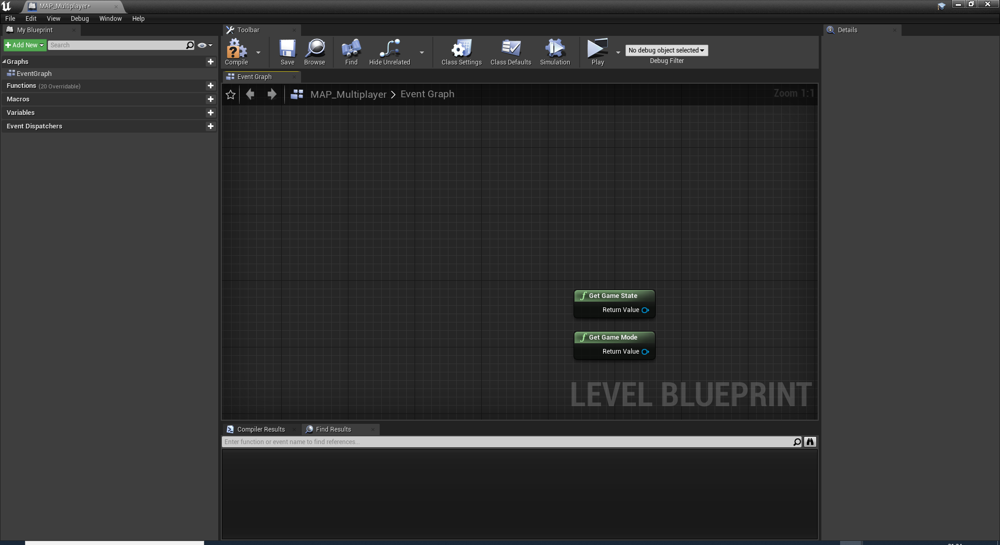 MAP_Multiplayer*
File Edit View Debug Window Help
My Blueprint
Add New Search
Graphs
EventGraph
Functions (20 Overridable)
Macros
Variables
Event Dispatchers
Toolbar
Compile Save Browse Find Hide Unrelated Class Settings Class Defaults Simulation Play
No debug object selected
Debug Filter
Event Graph
MAP_Multiplayer > Event Graph
Zoom 1:1
f Get Game State
Return Value
f Get Game Mode
Return Value
LEVEL BLUEPRINT
Compiler Results Find Results
Enter function or event name to find references...
Details